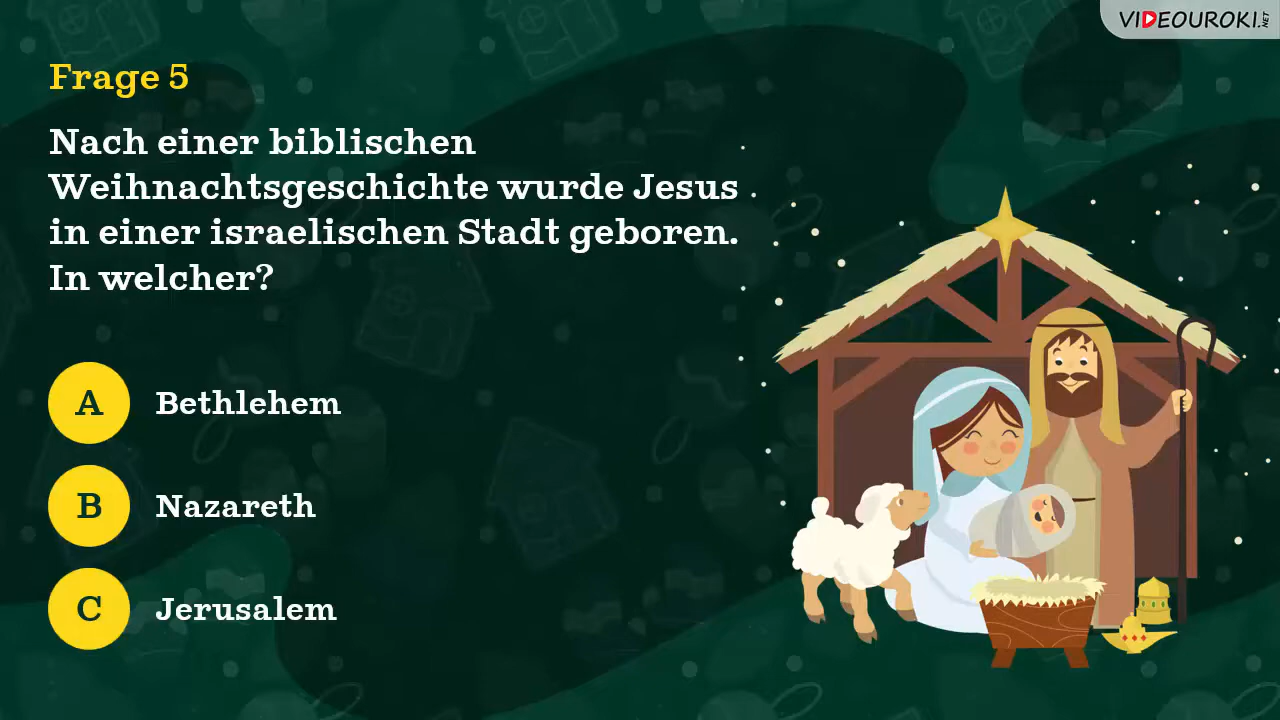 VIDEOUROKI.NET
Frage 5
Nach einer biblischen
Weihnachtsgeschichte wurde Jesus
in einer israelischen Stadt geboren.
In welcher?
A Bethlehem
B Nazareth
C Jerusalem